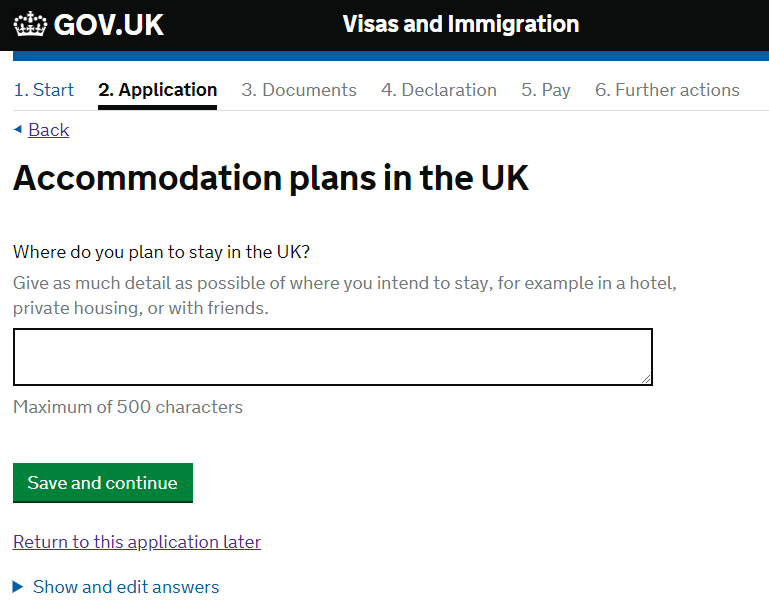 GOV.UK
Visas and Immigration
1. Start 2. Application 3. Documents 4. Declaration 5. Pay 6. Further actions
Back
Accommodation plans in the UK
Where do you plan to stay in the UK?
Give as much detail as possible of where you intend to stay, for example in a hotel,
private housing, or with friends.
Maximum of 500 characters
Save and continue
Return to this application later
Show and edit answers